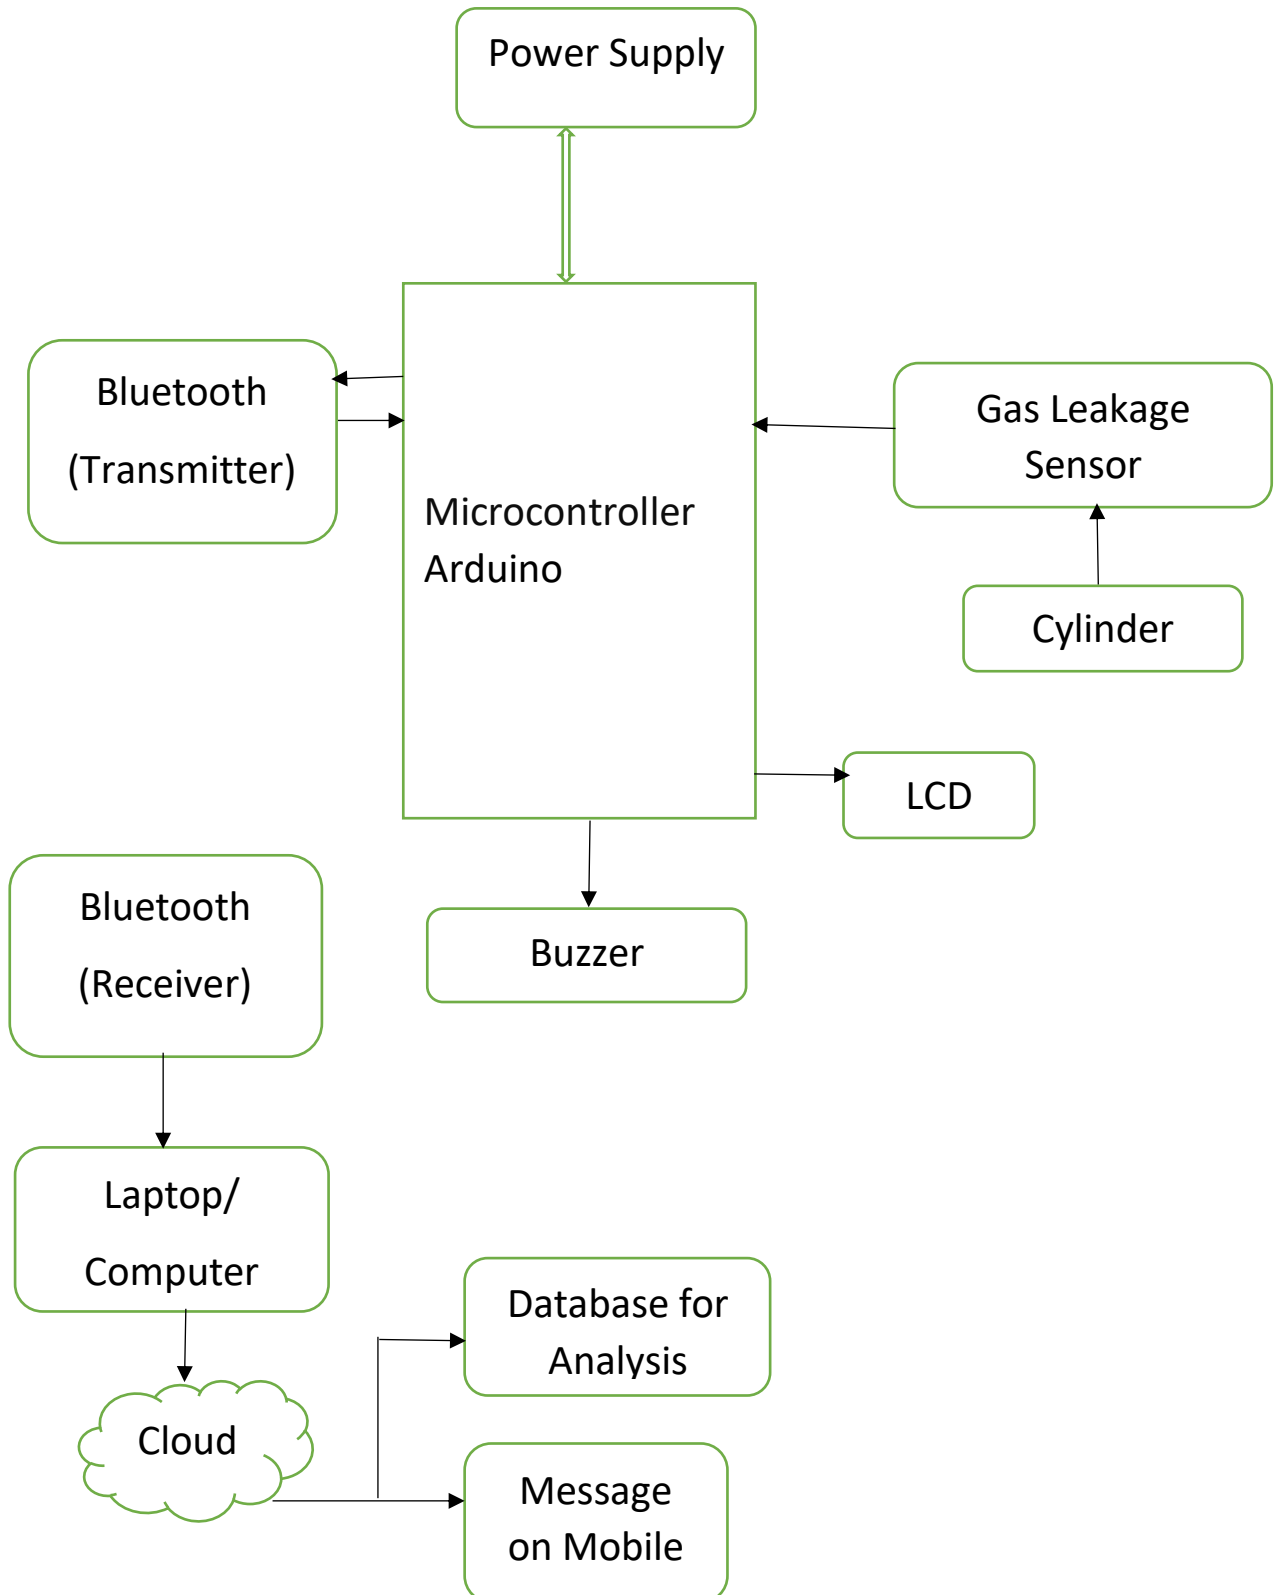 Power Supply
Bluetooth
(Transmitter)
Gas Leakage
Sensor
Microcontroller
Arduino
Cylinder
LCD
Bluetooth
(Receiver)
Buzzer
Laptop/
Computer
Database for
Analysis
Cloud
Message
on Mobile